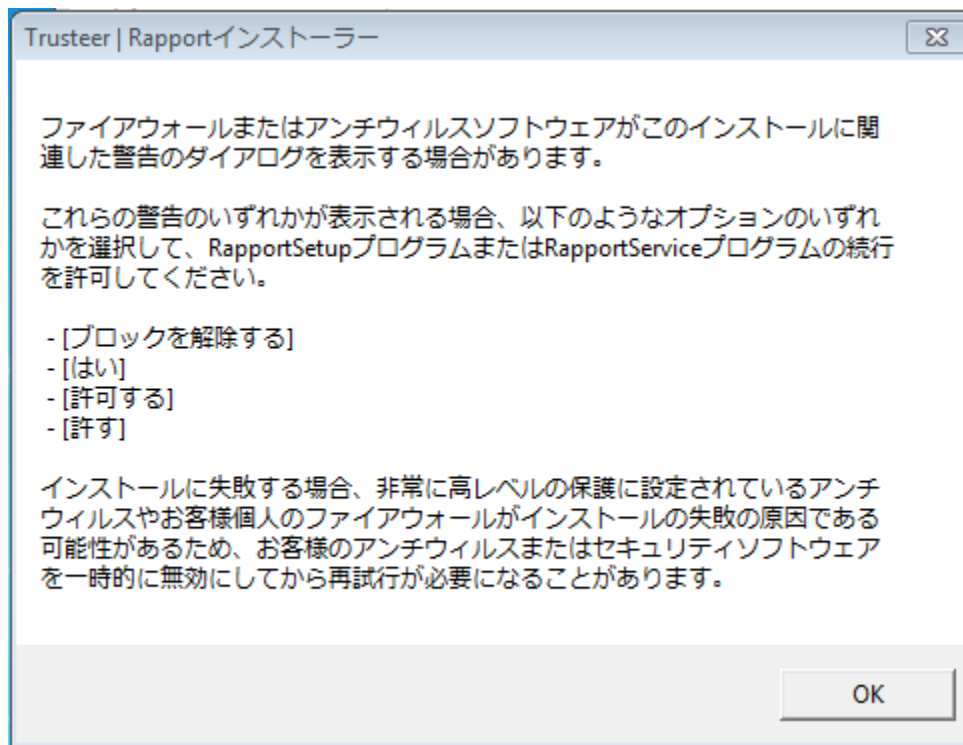 Trusteer | Rapportインストーラー
ファイアウォールまたはアンチウィルスソフトウェアがこのインストールに関
連した警告のダイアログを表示する場合があります。
これらの警告のいずれかが表示される場合、以下のようなオプションのいずれ
かを選択して、RapportSetupプログラムまたはRapportServiceプログラムの続行
を許可してください。
- [ブロックを解除する]
- [はい]
- [許可する]
- [許す]
インストールに失敗する場合、非常に高レベルの保護に設定されているアンチ
ウィルスやお客様個人のファイアウォールがインストールの失敗の原因である
可能性があるため、お客様のアンチウィルスまたはセキュリティソフトウェア
を一時的に無効にしてから再試行が必要になることがあります。
OK